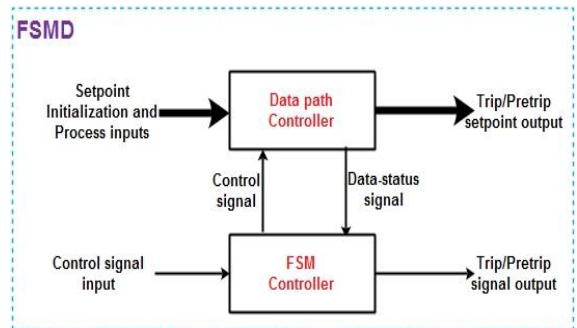 FSMD
Setpoint
Initialization and
Process inputs
Data path
Controller
Trip/Pretrip
setpoint output
Control
signal
Data-status
signal
Control signal
input
FSM
Controller
Trip/Pretrip
signal output